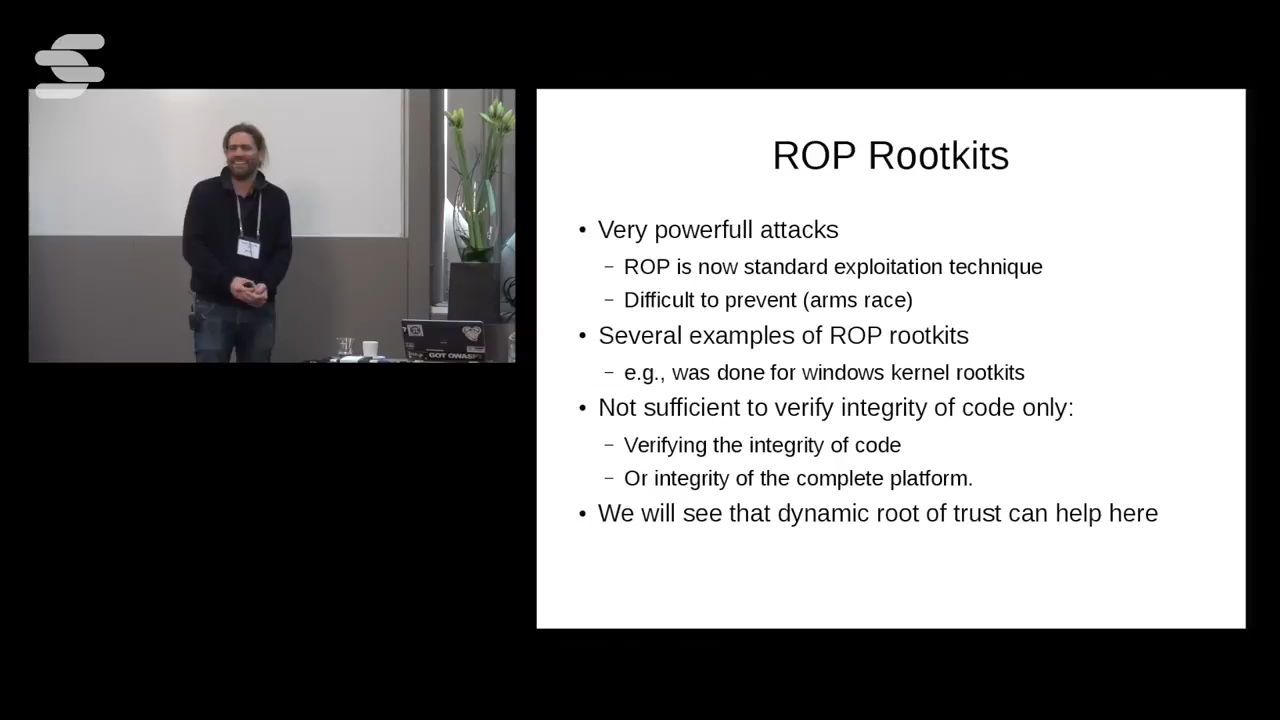 ROP Rootkits
• Very powerfull attacks
– ROP is now standard exploitation technique
– Difficult to prevent (arms race)
• Several examples of ROP rootkits
– e.g., was done for windows kernel rootkits
• Not sufficient to verify integrity of code only:
– Verifying the integrity of code
– Or integrity of the complete platform.
• We will see that dynamic root of trust can help here
GOT OWASP